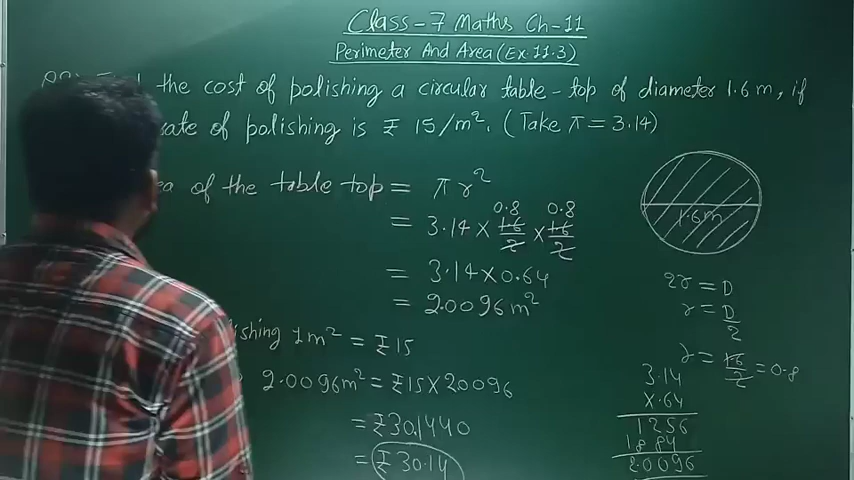 Class-7 Maths Ch-11
Perimeter And Area (Ex.11.3)
the cost of polishing a circular table-top of diameter 1.6 m, if
rate of polishing is ₹ 15/m². (Take π = 3.14)
ea of the table top = πr²
0.8 0.8
= 3.14 × 1.6/2 × 1.6/2
= 3.14 × 0.64
= 2.0096 m²
lishing 1m² = ₹15
2.0096m² = ₹15×20096
= ₹30.1440
= ₹30.14
1.6m
2r = D
r = D/2
r = 1.6/2 = 0.8
3.14
×.64
1256
1884
2.0096